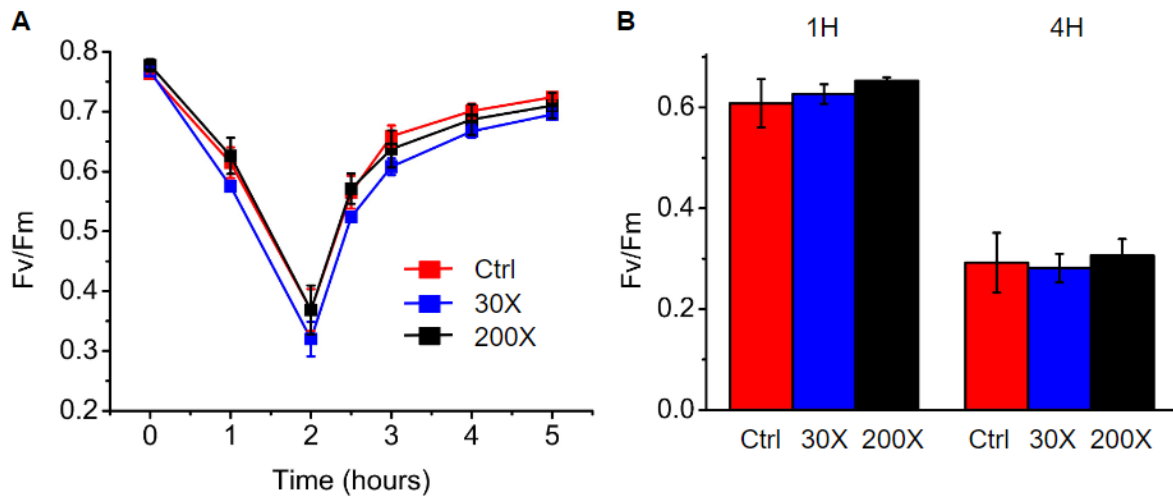 A
0.8
0.7
0.6
0.5
0.4
0.3
0.2
Fv/Fm
Ctrl
30X
200X
0 1 2 3 4 5
Time (hours)
B
1H 4H
0.6
0.4
0.2
0.0
Fv/Fm
Ctrl 30X 200X Ctrl 30X 200X